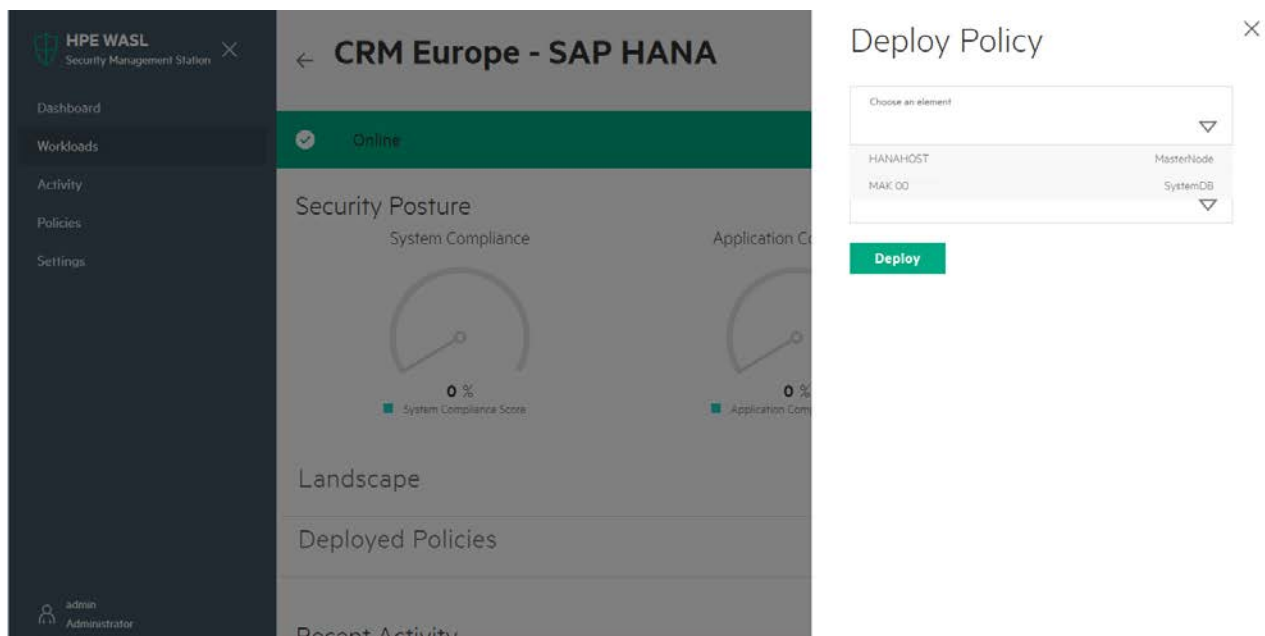 HPE WASL
Security Management Station
Dashboard
Workloads
Activity
Policies
Settings
admin
Administrator
CRM Europe - SAP HANA
Online
Security Posture
System Compliance
0 %
System Compliance Score
Application Co
0 %
Application Com
Landscape
Deployed Policies
Recent Activity
Deploy Policy
Choose an element
HANAHOST MasterNode
MAK 00 SystemDB
Deploy